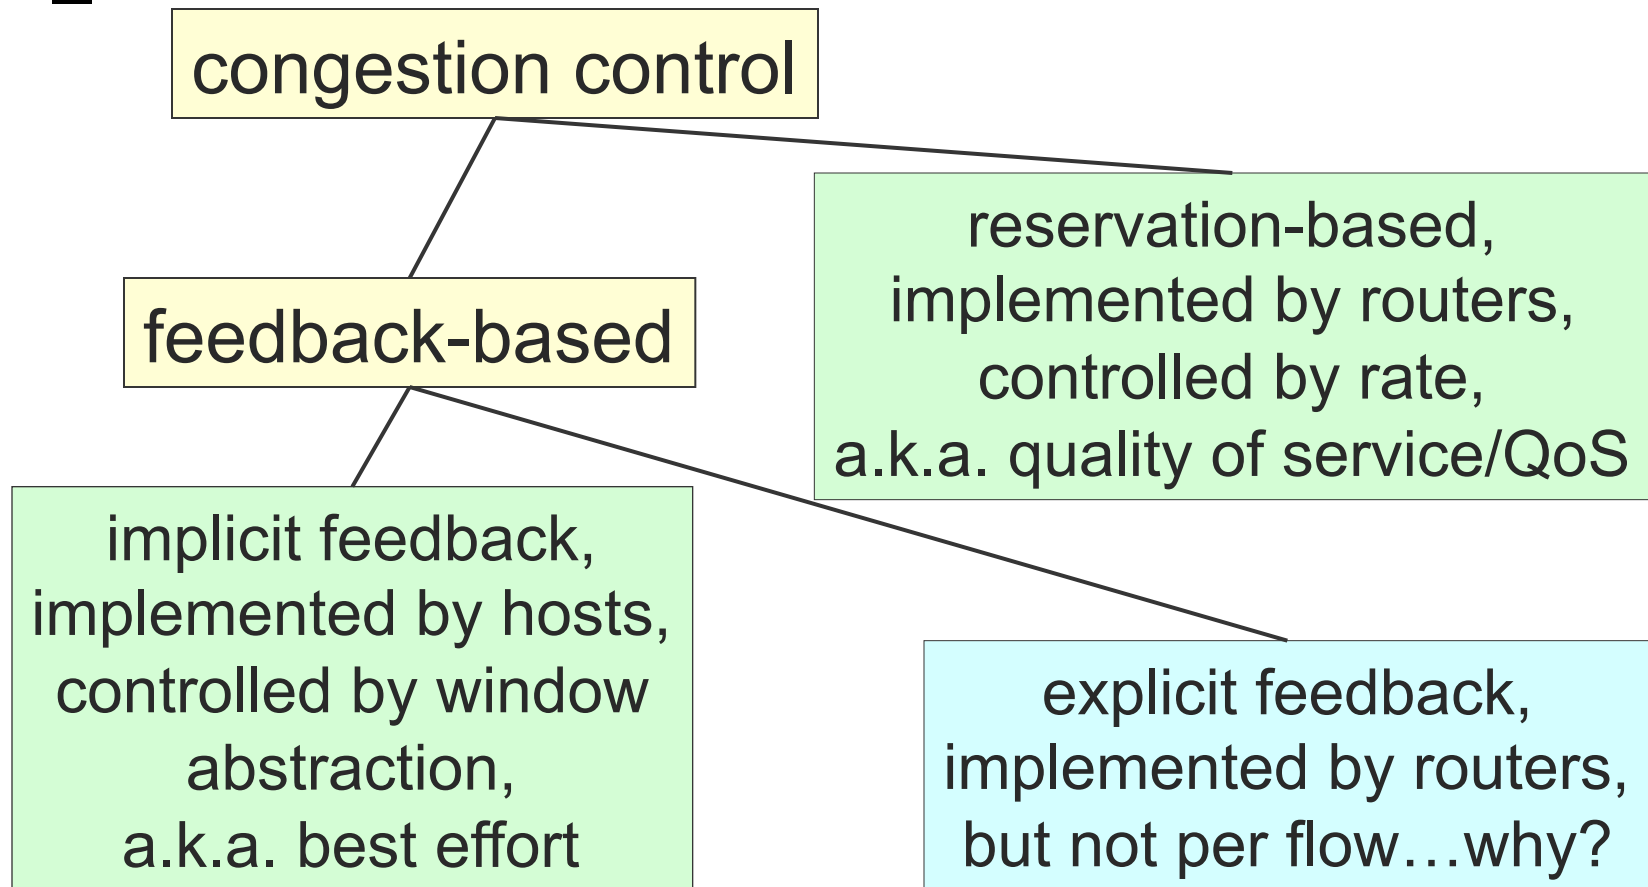 congestion control
reservation-based,
implemented by routers,
controlled by rate,
a.k.a. quality of service/QoS
feedback-based
implicit feedback,
implemented by hosts,
controlled by window
abstraction,
a.k.a. best effort
explicit feedback,
implemented by routers,
but not per flow…why?